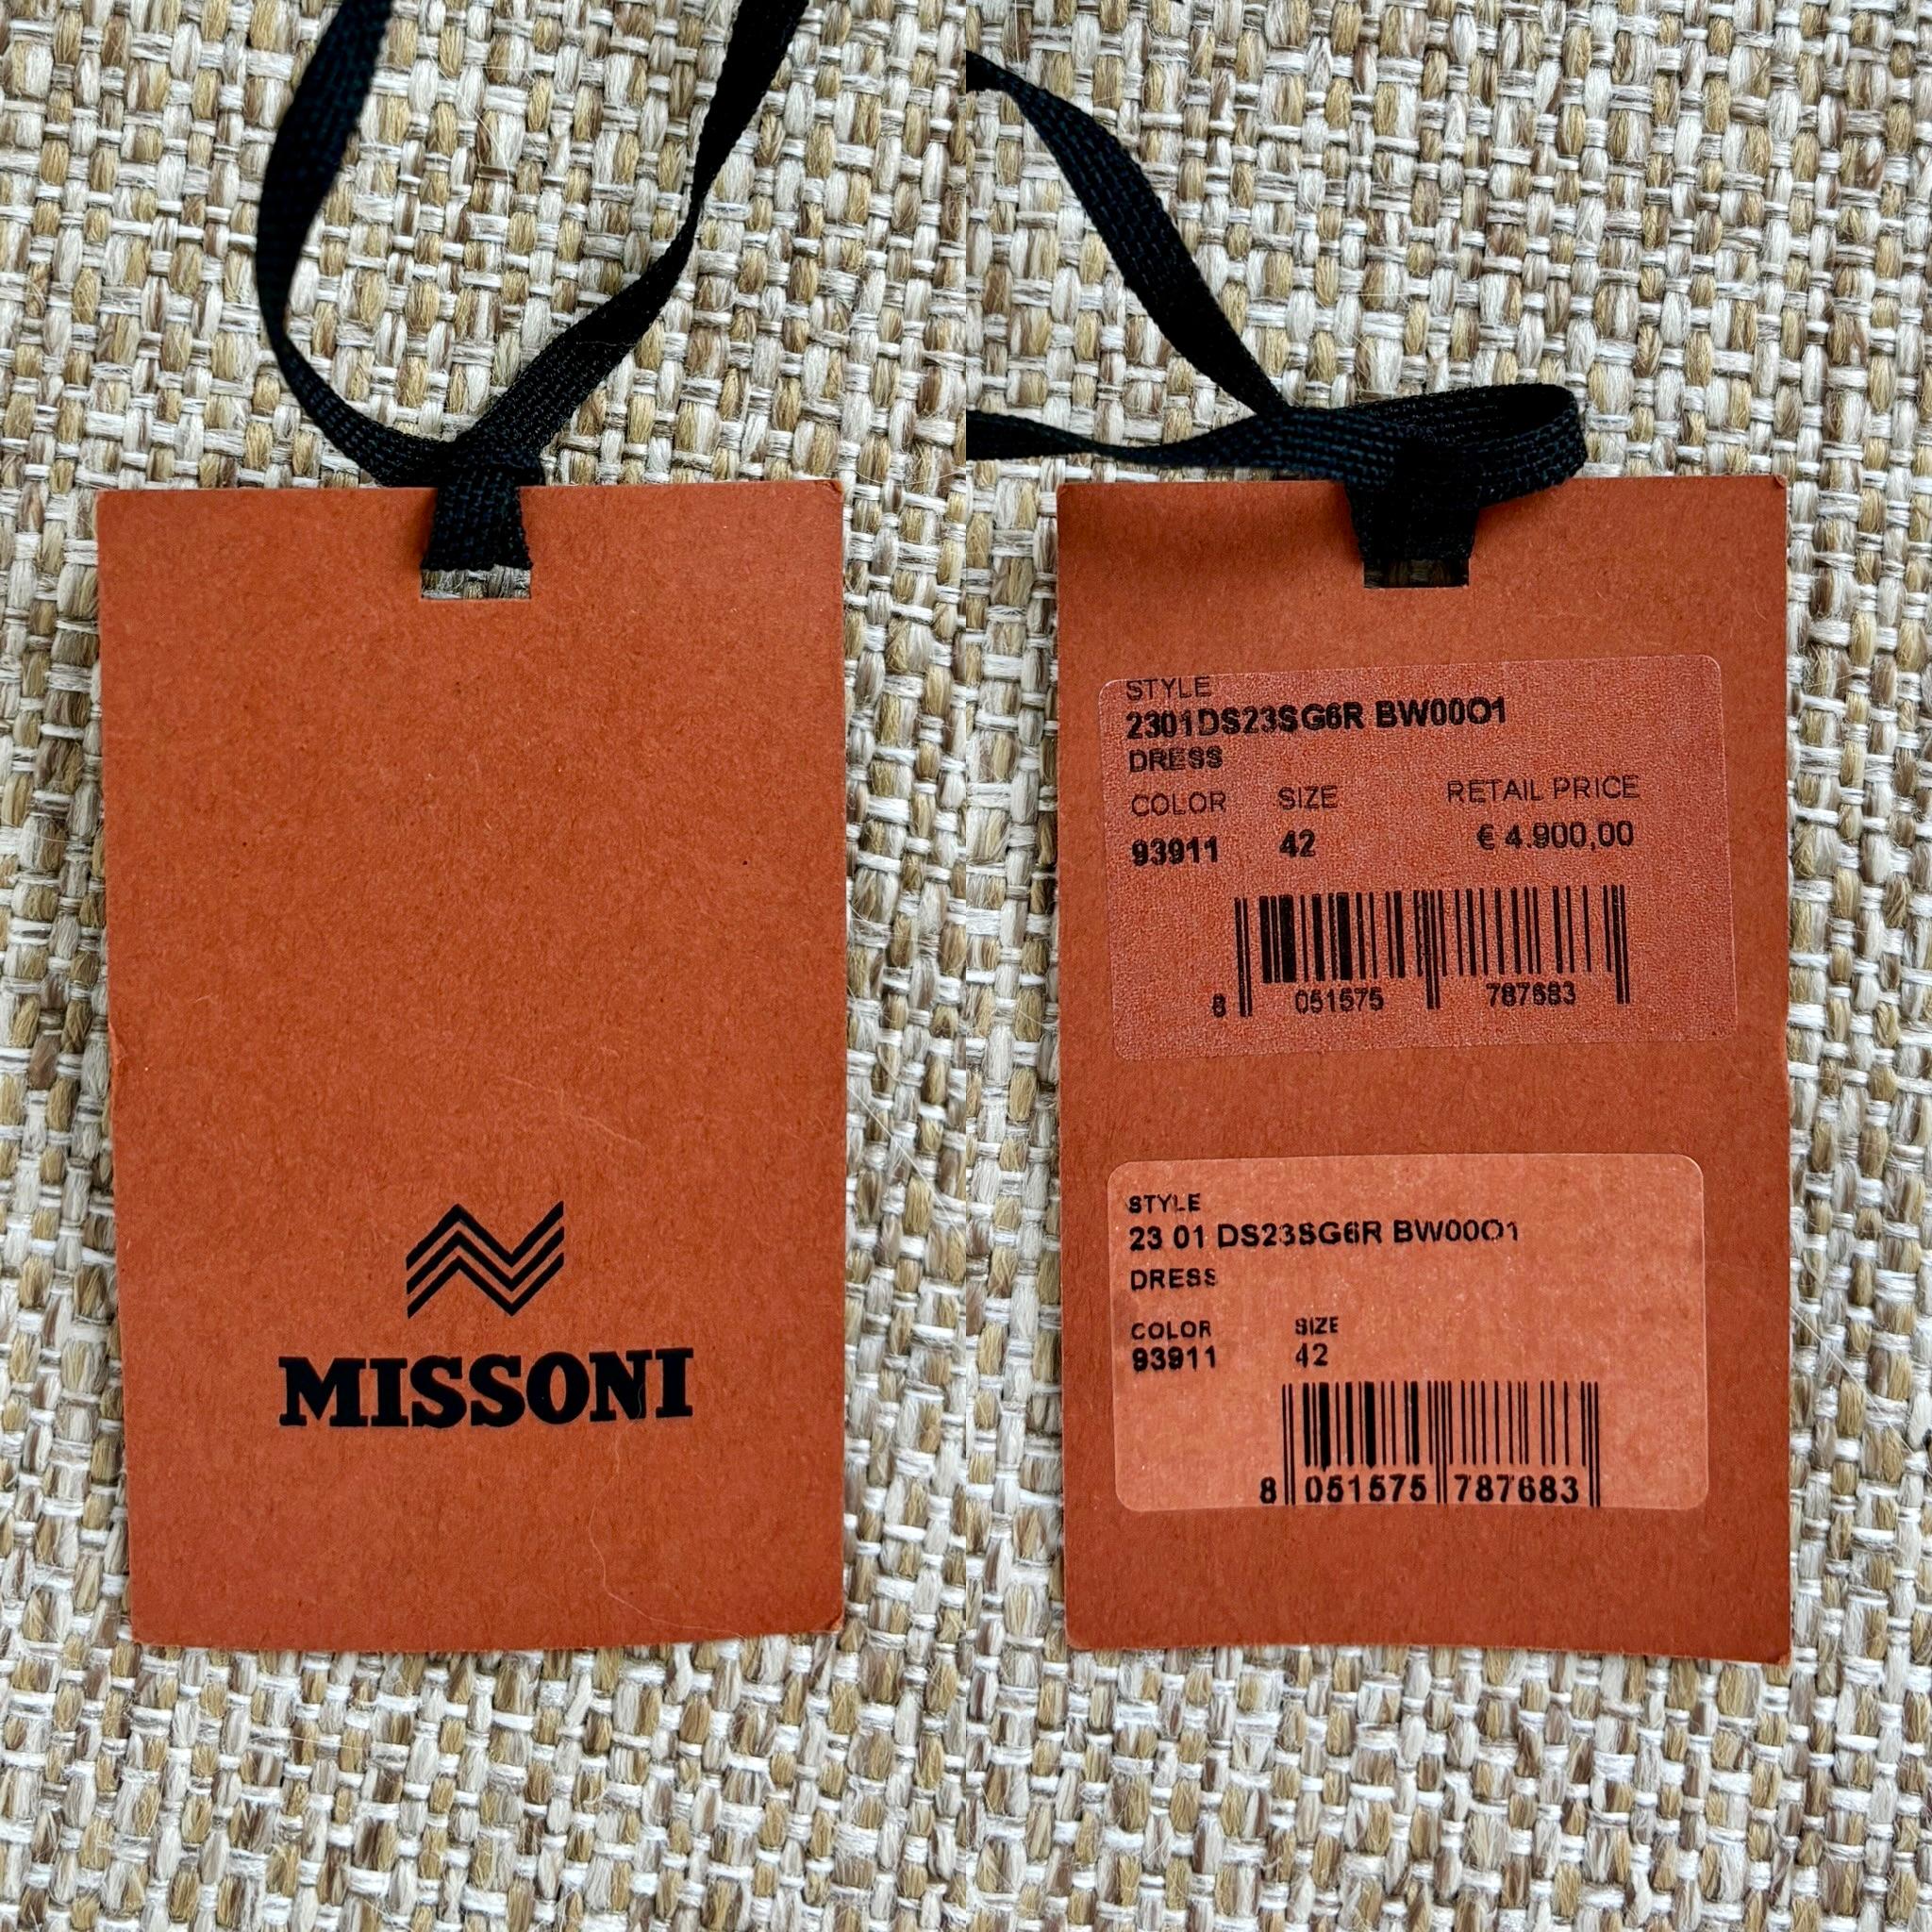 MISSONI
STYLE
2301DS23SG6R BW00O1
DRESS
COLOR SIZE RETAIL PRICE
93911 42 € 4.900,00
8 051575 787683
STYLE
23 01 DS23SG6R BW00O1
DRESS
COLOR SIZE
93911 42
8 051575 787683